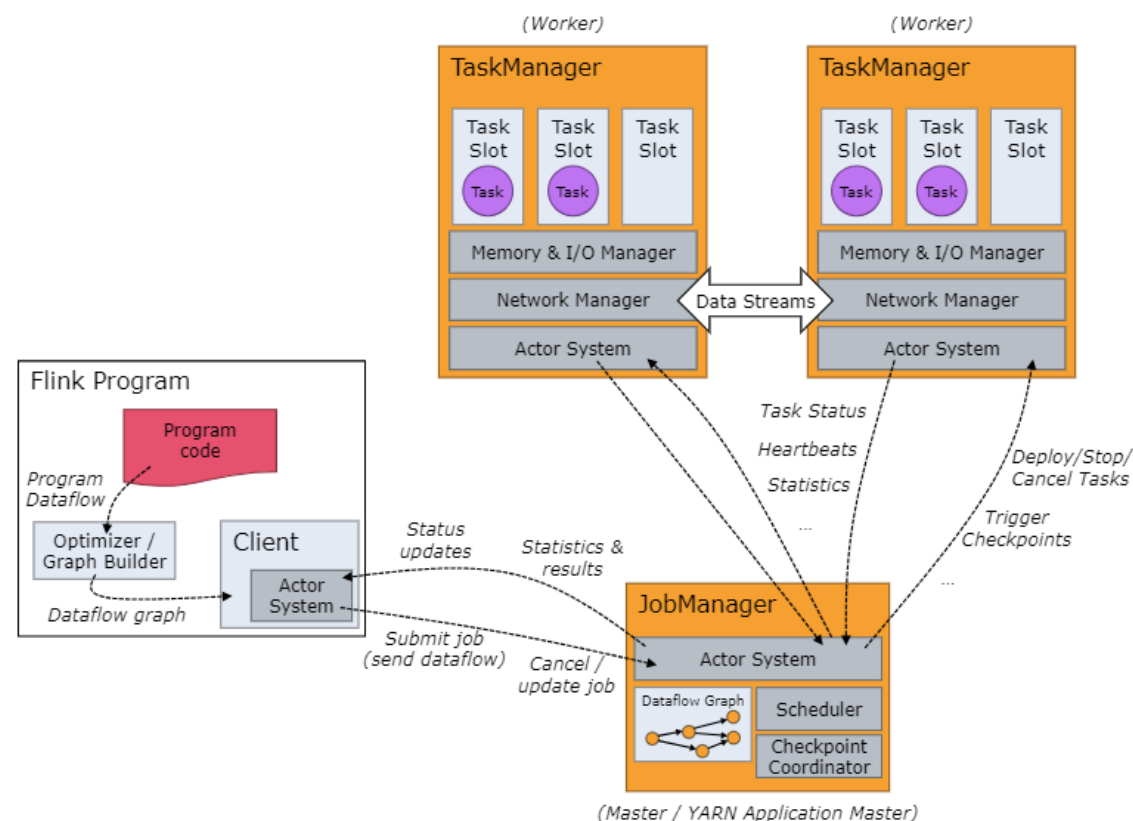 (Worker)
(Worker)
TaskManager
TaskManager
Task
Slot
Task
Task
Slot
Task
Task
Slot
Task
Slot
Task
Task
Slot
Task
Task
Slot
Memory & I/O Manager
Memory & I/O Manager
Network Manager
Data Streams
Network Manager
Actor System
Actor System
Flink Program
Program
code
Program
Dataflow
Optimizer /
Graph Builder
Dataflow graph
Client
Actor
System
Status
updates
Statistics &
results
Submit job
(send dataflow)
Cancel /
update job
Task Status
Heartbeats
Statistics
...
Deploy/Stop/
Cancel Tasks
Trigger
Checkpoints
...
JobManager
Actor System
Dataflow Graph
Scheduler
Checkpoint
Coordinator
(Master / YARN Application Master)